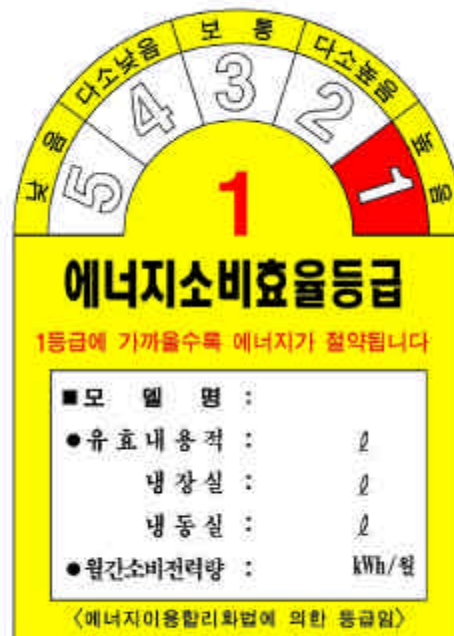 낮음 다소낮음 보통 다소높음 높음
5 4 3 2 1
1
에너지소비효율등급
1등급에 가까울수록 에너지가 절약됩니다
■모 델 명 :
●유효내용적 : ℓ
냉장실 : ℓ
냉동실 : ℓ
●월간소비전력량 : kWh/월
〈에너지이용합리화법에 의한 등급임〉